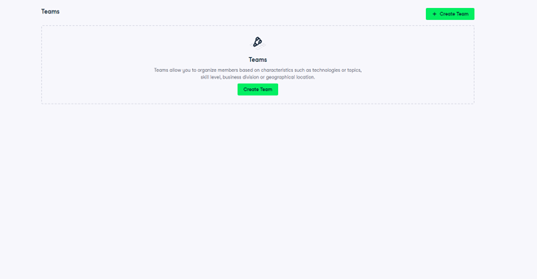 Teams
+ Create Team
Teams
Teams allow you to organize members based on characteristics such as technologies or topics,
skill level, business division or geographical location.
Create Team